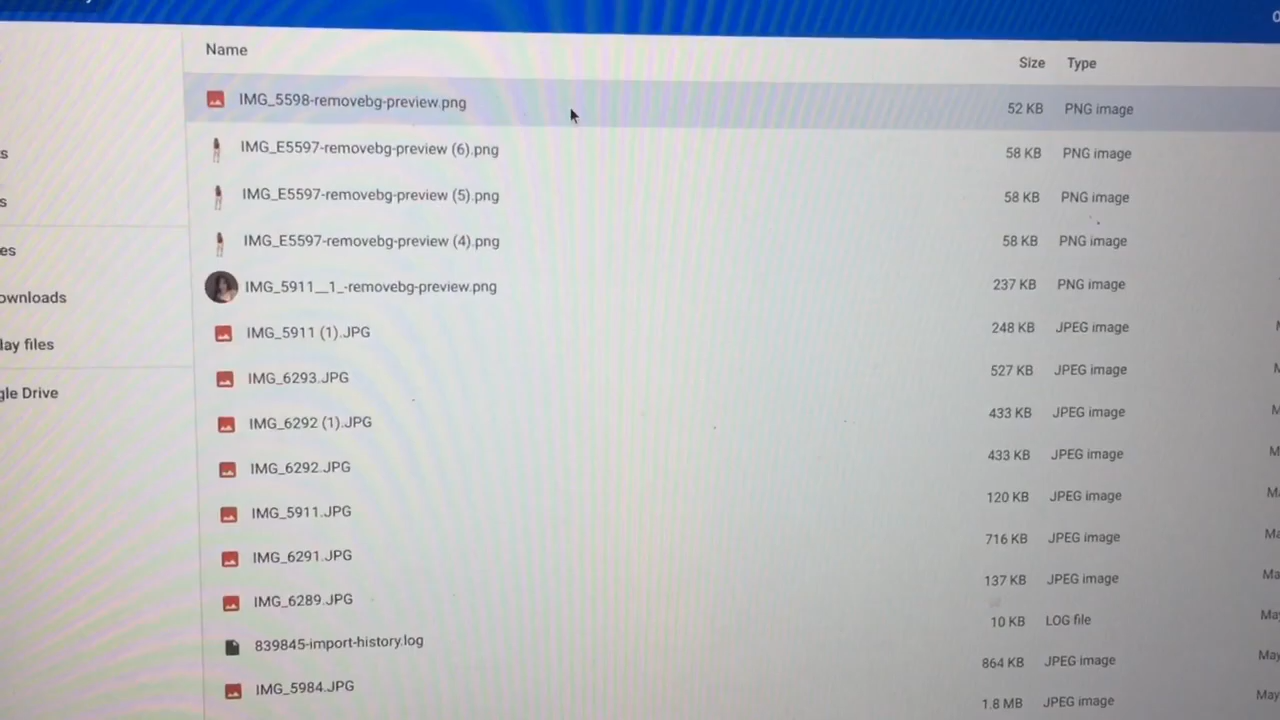 s
s
es
ownloads
lay files
gle Drive
Name Size Type
IMG_5598-removebg-preview.png 52 KB PNG image
IMG_E5597-removebg-preview (6).png 58 KB PNG image
IMG_E5597-removebg-preview (5).png 58 KB PNG image
IMG_E5597-removebg-preview (4).png 58 KB PNG image
IMG_5911__1_-removebg-preview.png 237 KB PNG image
IMG_5911 (1).JPG 248 KB JPEG image
IMG_6293.JPG 527 KB JPEG image
IMG_6292 (1).JPG 433 KB JPEG image M
IMG_6292.JPG 433 KB JPEG image M
IMG_5911.JPG 120 KB JPEG image M
IMG_6291.JPG 716 KB JPEG image Ma
IMG_6289.JPG 137 KB JPEG image Ma
839845-import-history.log 10 KB LOG file May
IMG_5984.JPG 864 KB JPEG image May
1.8 MB JPEG image May